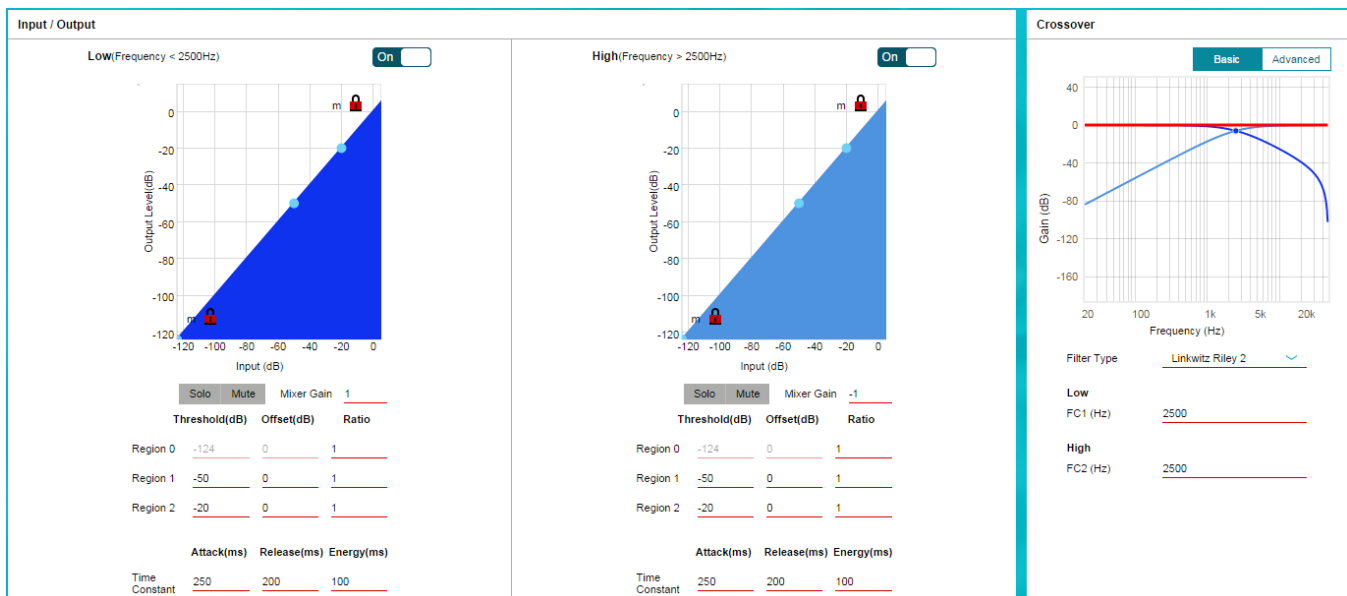 Input / Output
Low(Frequency < 2500Hz)
On
m
0
-20
-40
-60
-80
-100
-120
Output Level(dB)
m
-120 -100 -80 -60 -40 -20 0
Input (dB)
Solo Mute Mixer Gain 1
Threshold(dB) Offset(dB) Ratio
Region 0 -124 0 1
Region 1 -50 0 1
Region 2 -20 0 1
Attack(ms) Release(ms) Energy(ms)
Time
Constant 250 200 100
High(Frequency > 2500Hz)
On
m
0
-20
-40
-60
-80
-100
-120
Output Level(dB)
m
-120 -100 -80 -60 -40 -20 0
Input (dB)
Solo Mute Mixer Gain -1
Threshold(dB) Offset(dB) Ratio
Region 0 -124 0 1
Region 1 -50 0 1
Region 2 -20 0 1
Attack(ms) Release(ms) Energy(ms)
Time
Constant 250 200 100
Crossover
Basic Advanced
40
0
-40
-80
-120
-160
Gain (dB)
20 100 1k 5k 20k
Frequency (Hz)
Filter Type Linkwitz Riley 2
Low
FC1 (Hz) 2500
High
FC2 (Hz) 2500